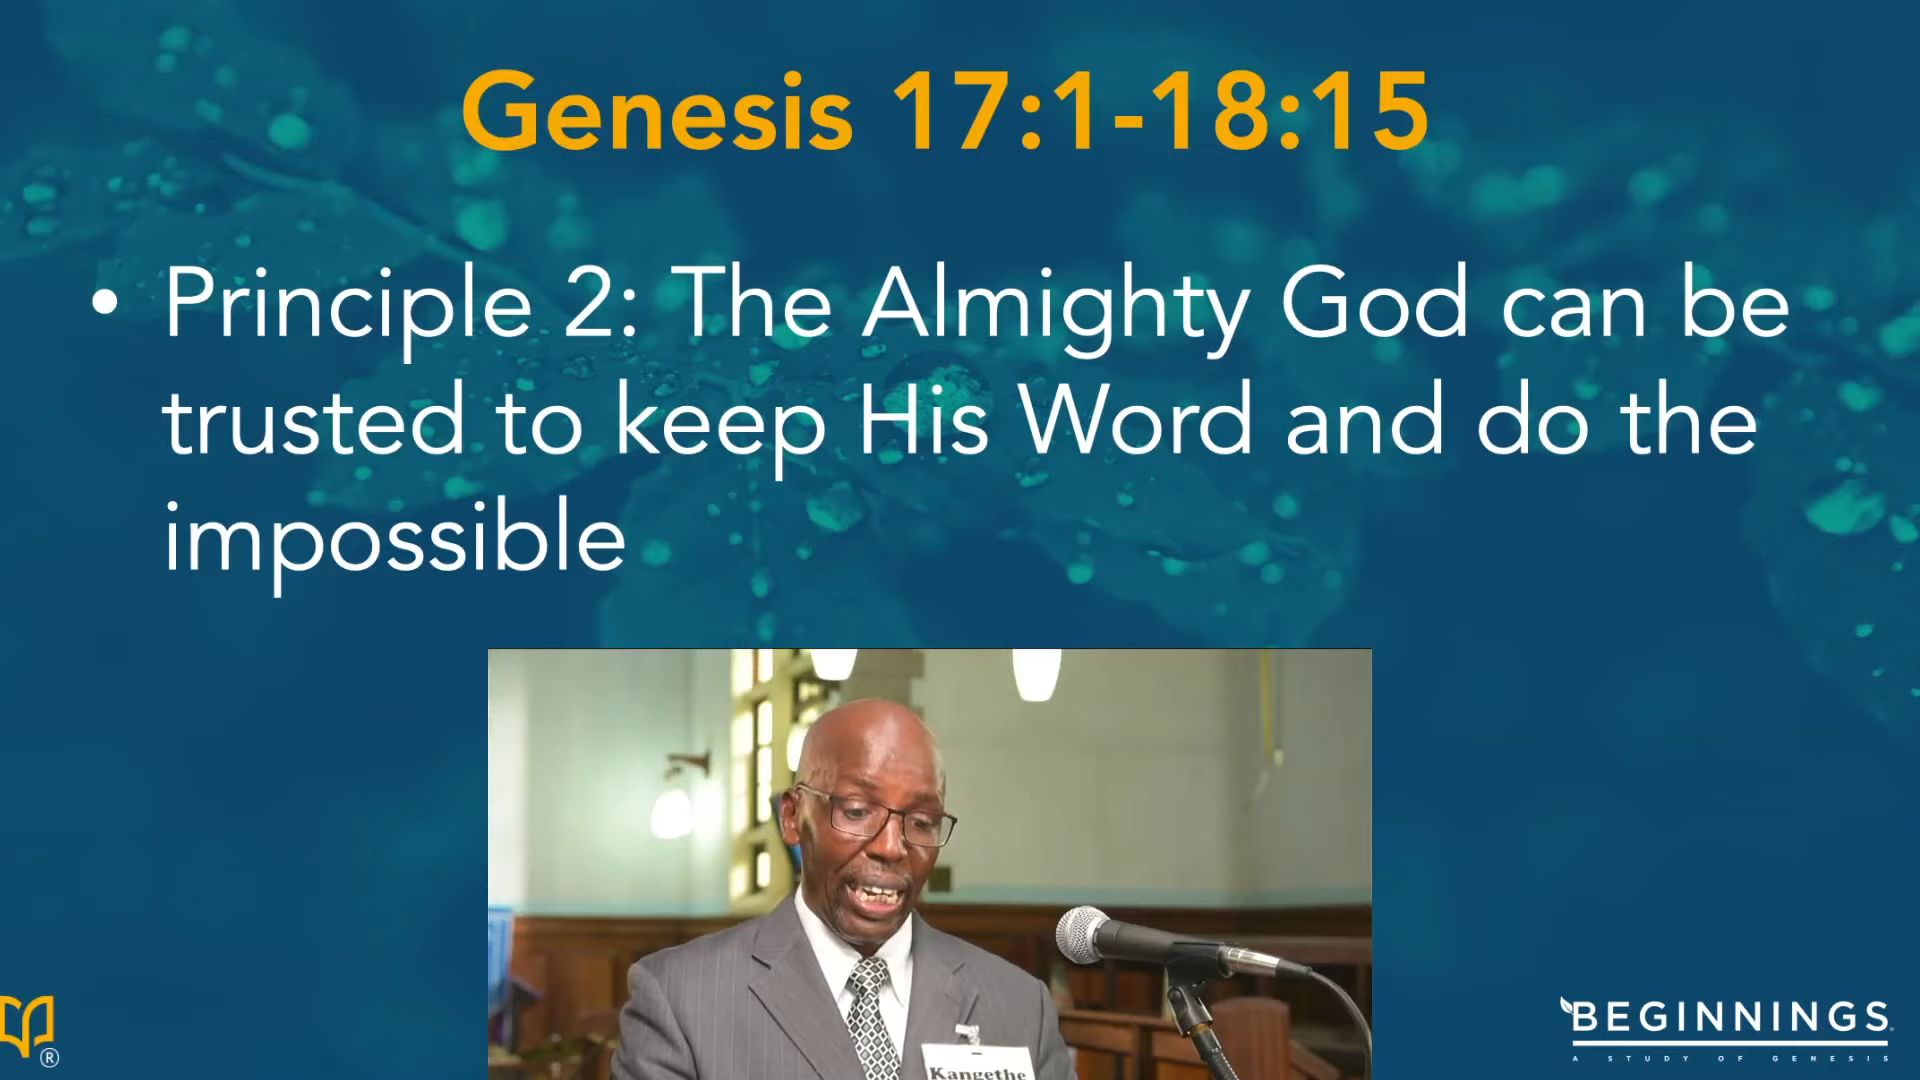 Genesis 17:1-18:15
• Principle 2: The Almighty God can be
trusted to keep His Word and do the
impossible
Kangethe
®
BEGINNINGS
A STUDY OF GENESIS